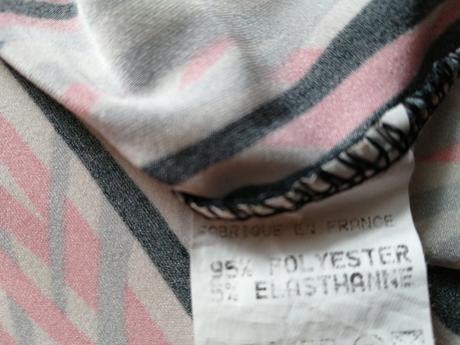 FABRIQUE EN FRANCE
95% POLYESTER
5% ELASTHANNE